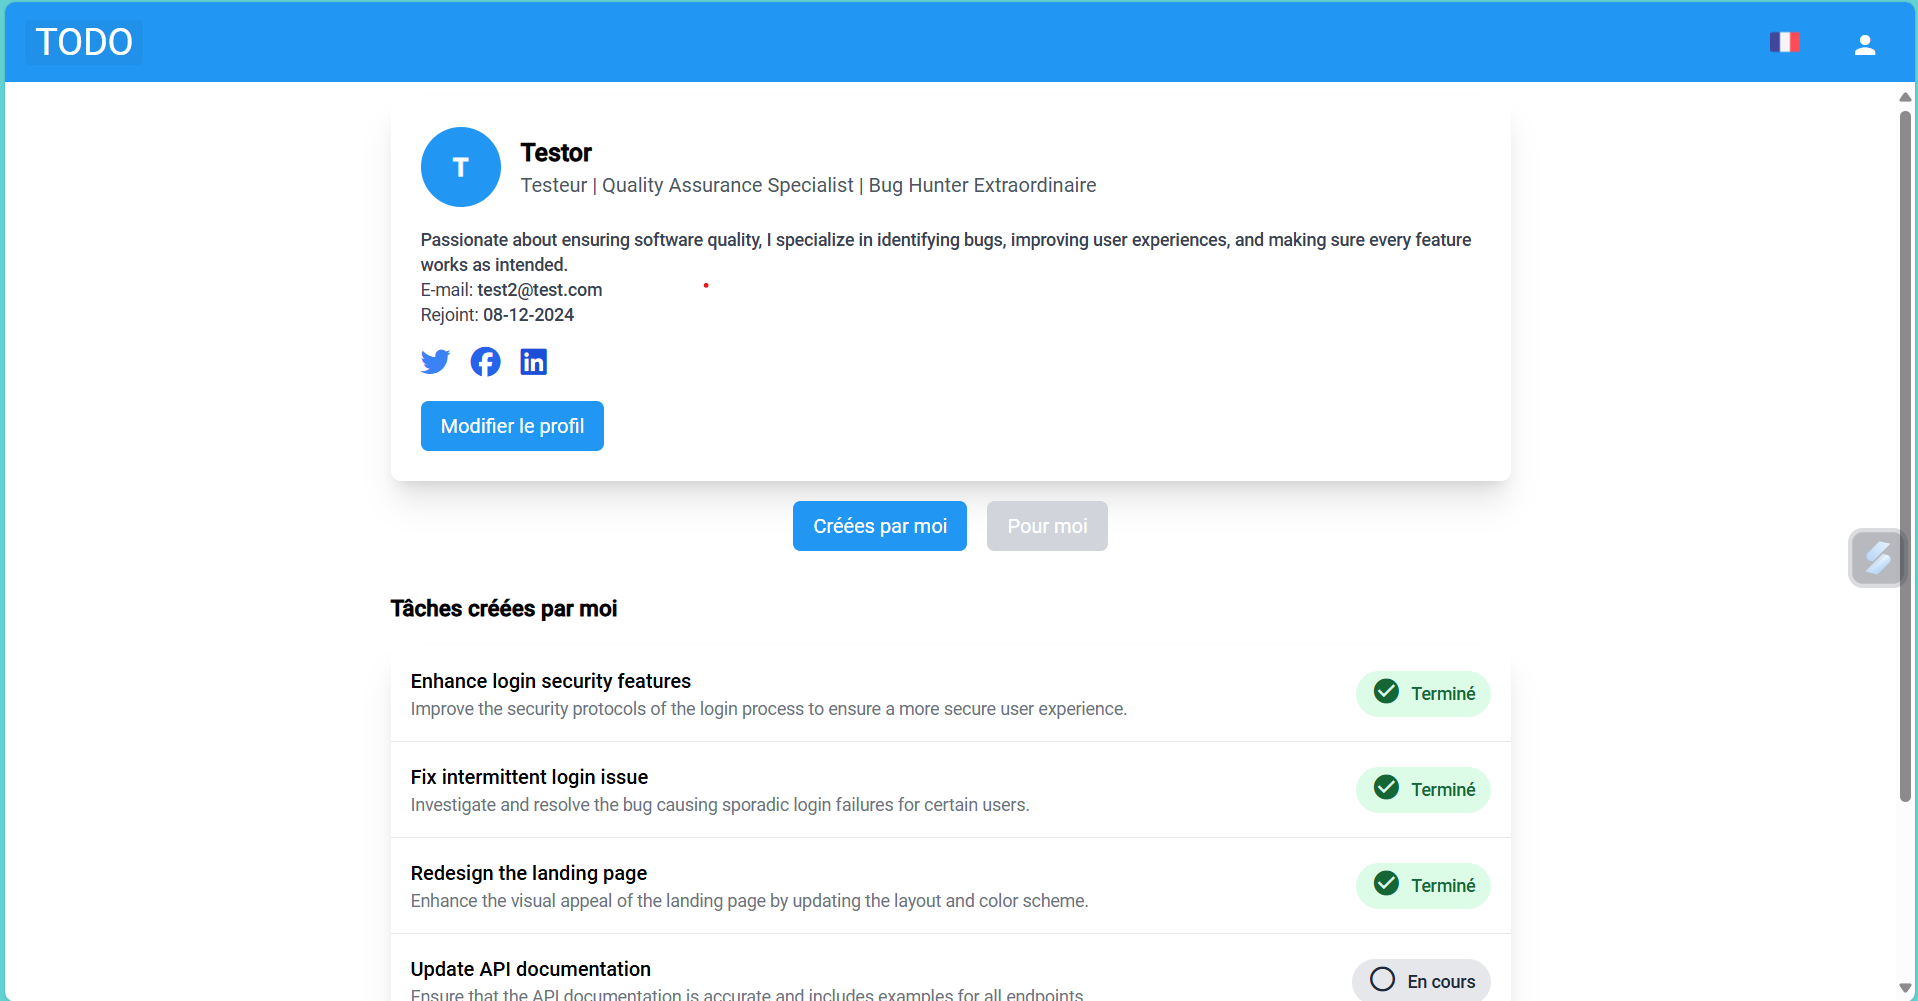 TODO
T
Testor
Testeur | Quality Assurance Specialist | Bug Hunter Extraordinaire
Passionate about ensuring software quality, I specialize in identifying bugs, improving user experiences, and making sure every feature
works as intended.
E-mail: test2@test.com
Rejoint: 08-12-2024
in
Modifier le profil
Créées par moi
Pour moi
Tâches créées par moi
Enhance login security features
Improve the security protocols of the login process to ensure a more secure user experience.
Terminé
Fix intermittent login issue
Investigate and resolve the bug causing sporadic login failures for certain users.
Terminé
Redesign the landing page
Enhance the visual appeal of the landing page by updating the layout and color scheme.
Terminé
Update API documentation
Ensure that the API documentation is accurate and includes examples for all endpoints.
En cours